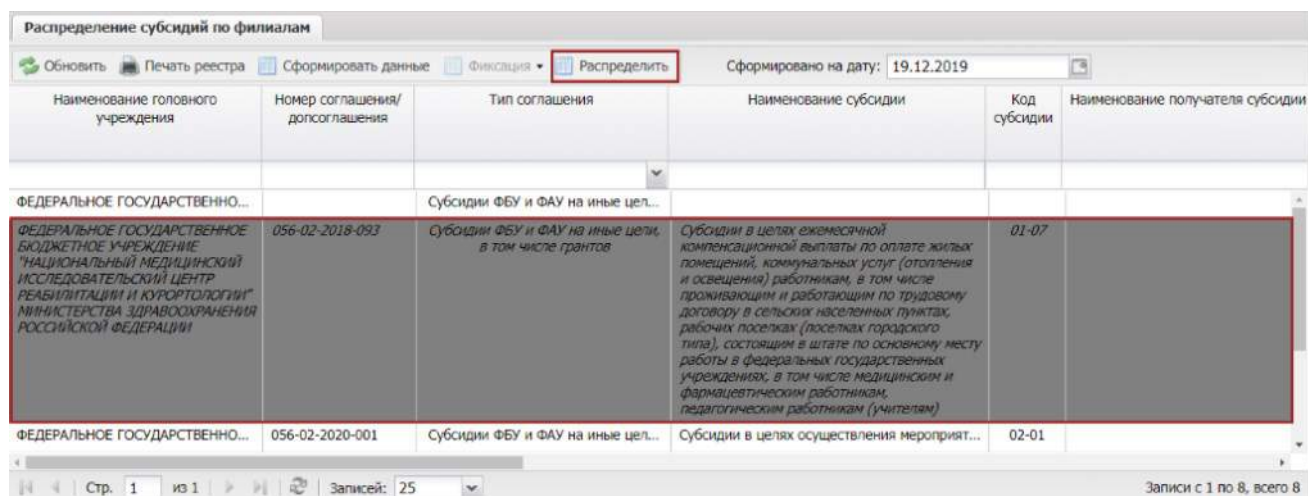 Распределение субсидий по филиалам
Обновить Печать реестра Сформировать данные Фиксация Распределить Сформировано на дату: 19.12.2019
Наименование головного учреждения
Номер соглашения/ допсоглашения
Тип соглашения
Наименование субсидии
Код субсидии
Наименование получателя субсидии
ФЕДЕРАЛЬНОЕ ГОСУДАРСТВЕННО... Субсидии ФБУ и ФАУ на иные цел...
ФЕДЕРАЛЬНОЕ ГОСУДАРСТВЕННОЕ
БЮДЖЕТНОЕ УЧРЕЖДЕНИЕ
"НАЦИОНАЛЬНЫЙ МЕДИЦИНСКИЙ
ИССЛЕДОВАТЕЛЬСКИЙ ЦЕНТР
РЕАБИЛИТАЦИИ И КУРОРТОЛОГИИ"
МИНИСТЕРСТВА ЗДРАВООХРАНЕНИЯ
РОССИЙСКОЙ ФЕДЕРАЦИИ
056-02-2018-093
Субсидии ФБУ и ФАУ на иные цели,
в том числе грантов
Субсидии в целях ежемесячной
компенсационной выплаты по оплате жилых
помещений, коммунальных услуг (отопления
и освещения) работникам, в том числе
проживающим и работающим по трудовому
договору в сельских населенных пунктах,
рабочих поселках (поселках городского
типа), состоящим в штате по основному месту
работы в федеральных государственных
учреждениях, в том числе медицинским и
фармацевтическим работникам,
педагогическим работникам (учителям)
01-07
ФЕДЕРАЛЬНОЕ ГОСУДАРСТВЕННО... 056-02-2020-001 Субсидии ФБУ и ФАУ на иные цел... Субсидии в целях осуществления мероприят... 02-01
Стр. 1 из 1 Записей: 25 Записи с 1 по 8, всего 8